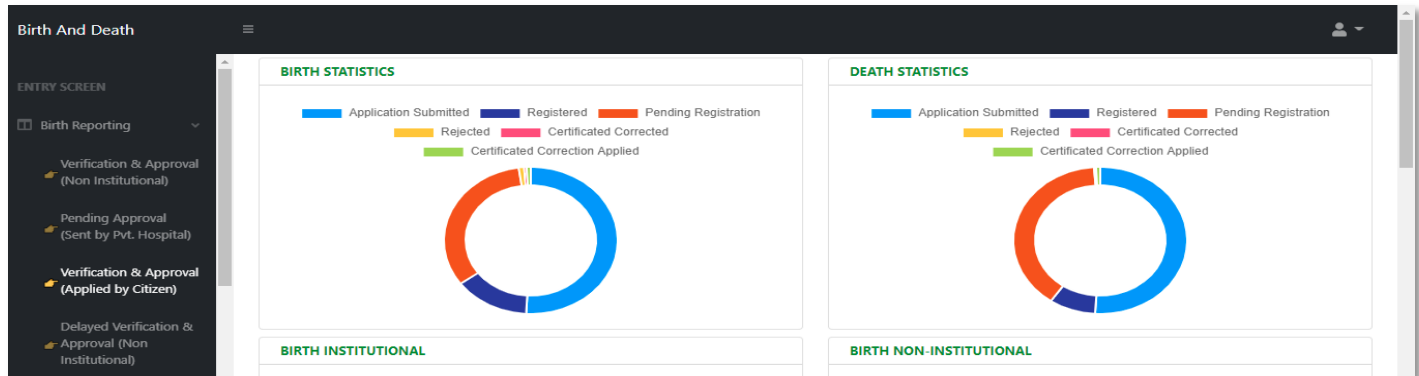 Birth And Death
ENTRY SCREEN
Birth Reporting
Verification & Approval
(Non Institutional)
Pending Approval
(Sent by Pvt. Hospital)
Verification & Approval
(Applied by Citizen)
Delayed Verification &
Approval (Non
Institutional)
BIRTH STATISTICS
Application Submitted Registered Pending Registration
Rejected Certificated Corrected
Certificated Correction Applied
DEATH STATISTICS
Application Submitted Registered Pending Registration
Rejected Certificated Corrected
Certificated Correction Applied
BIRTH INSTITUTIONAL
BIRTH NON-INSTITUTIONAL